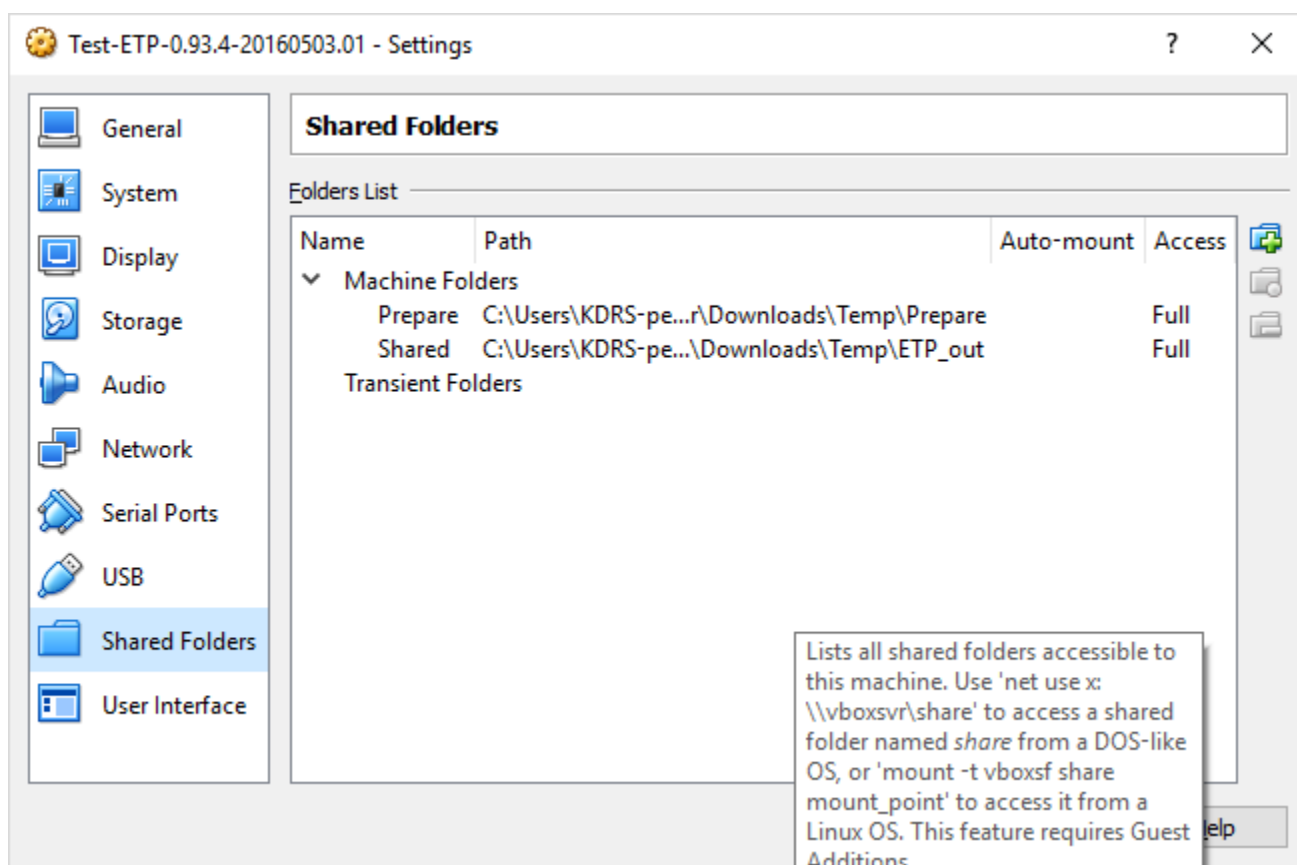 Test-ETP-0.93.4-20160503.01 - Settings ?
General
System
Display
Storage
Audio
Network
Serial Ports
USB
Shared Folders
User Interface
Shared Folders
Folders List
Name Path Auto-mount Access
Machine Folders
Prepare C:\Users\KDRS-pe...r\Downloads\Temp\Prepare Full
Shared C:\Users\KDRS-pe...\Downloads\Temp\ETP_out Full
Transient Folders
Lists all shared folders accessible to
this machine. Use 'net use x:
\\vboxsvr\share' to access a shared
folder named share from a DOS-like
OS, or 'mount -t vboxsf share
mount_point' to access it from a
Linux OS. This feature requires Guest
Additions
elp